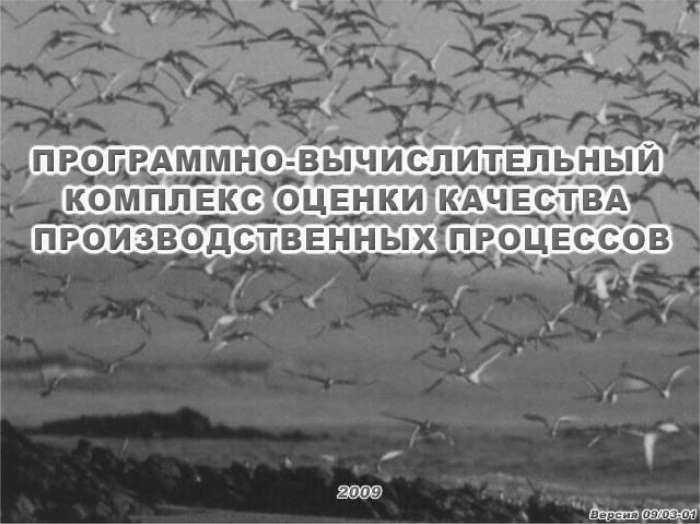 ПРОГРАММНО-ВЫЧИСЛИТЕЛЬНЫЙ
КОМПЛЕКС ОЦЕНКИ КАЧЕСТВА
ПРОИЗВОДСТВЕННЫХ ПРОЦЕССОВ
2009
Версия 09/03-01